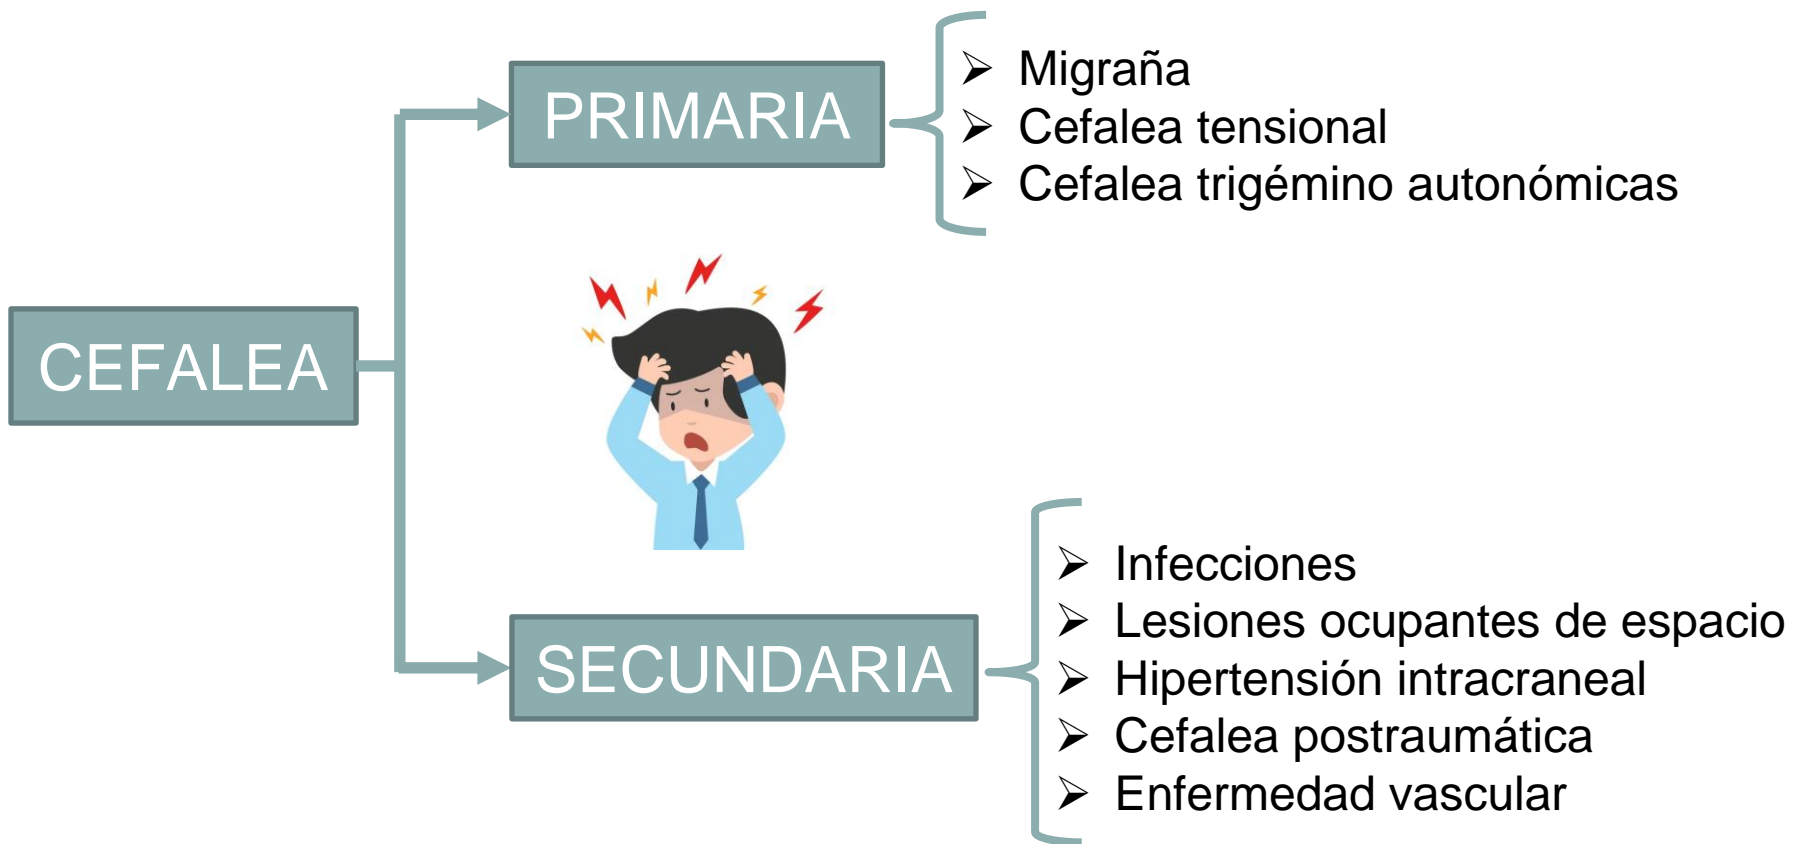 CEFALEA
PRIMARIA
➢ Migraña
➢ Cefalea tensional
➢ Cefalea trigémino autonómicas
SECUNDARIA
➢ Infecciones
➢ Lesiones ocupantes de espacio
➢ Hipertensión intracraneal
➢ Cefalea postraumática
➢ Enfermedad vascular